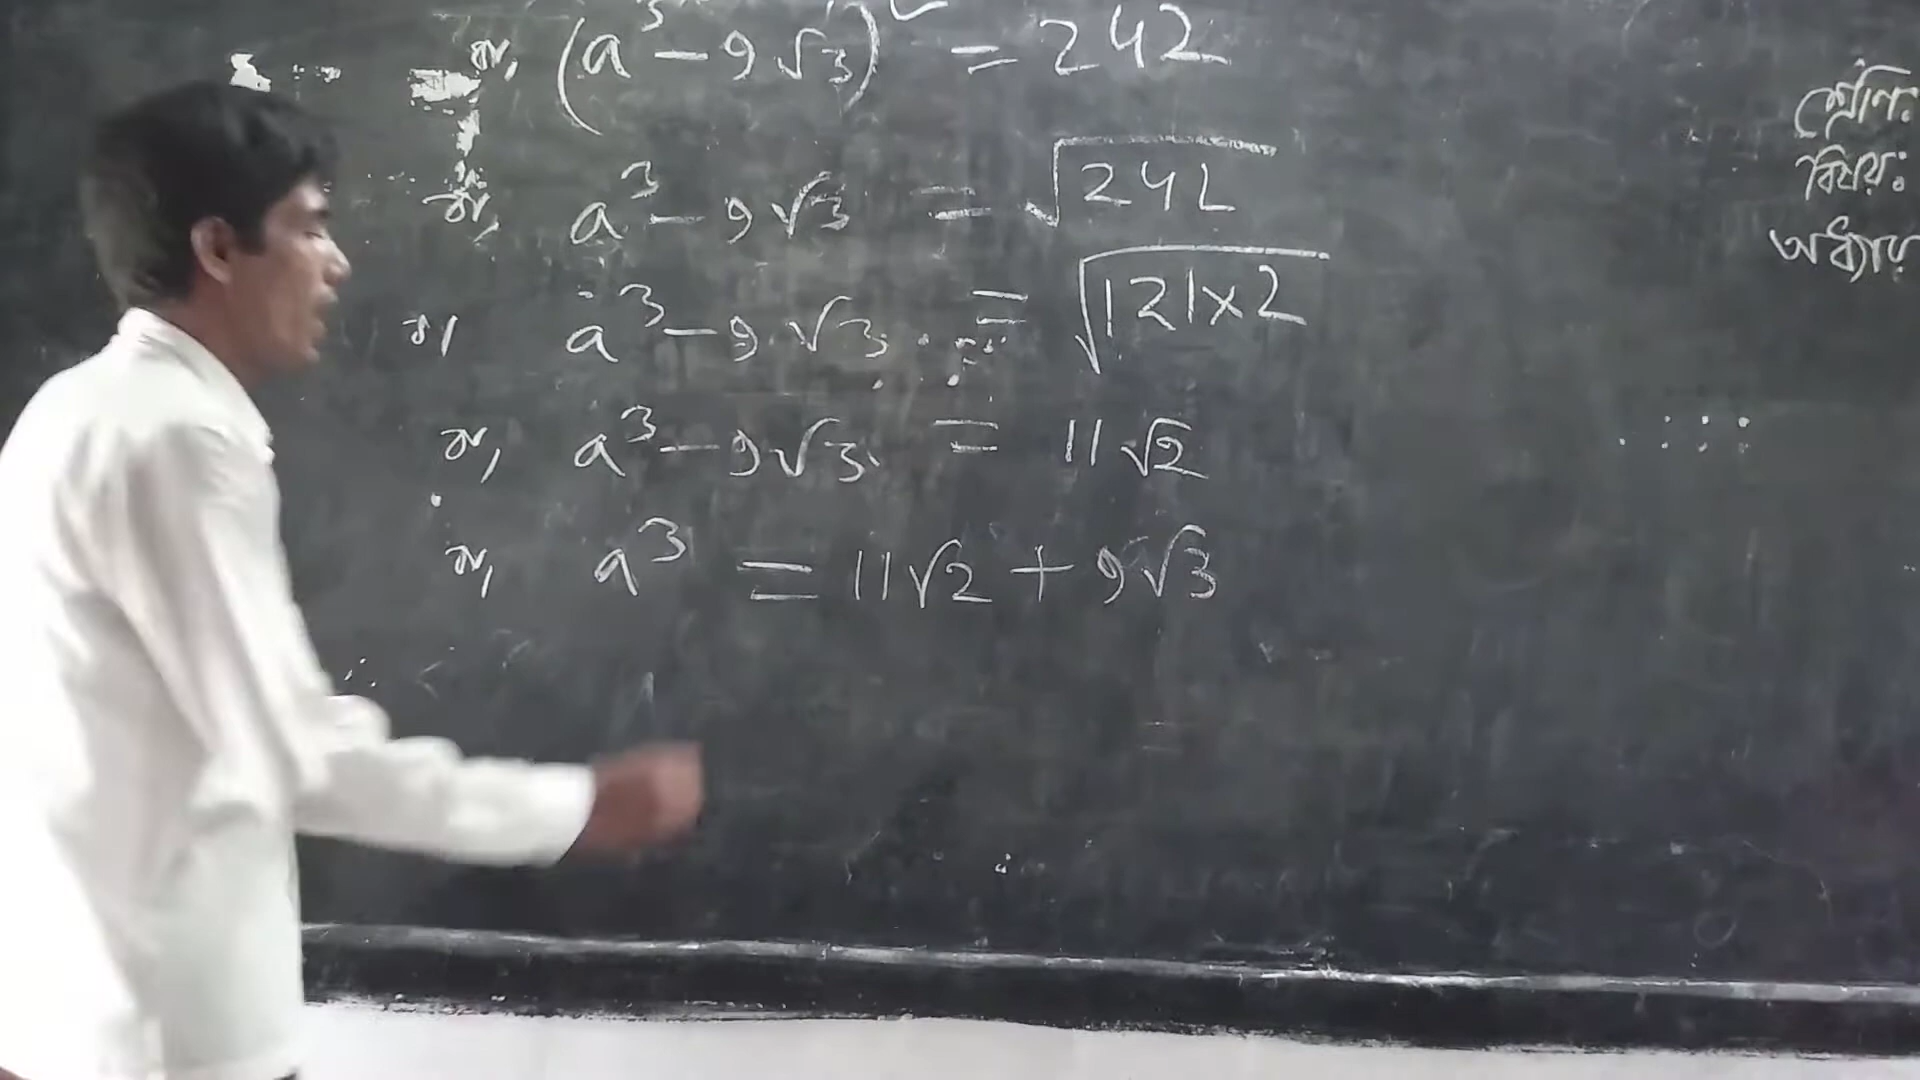 বা, (a³ - 9√3)² = 242
বা, a³ - 9√3 = √242
বা a³ - 9√3 = √121×2
বা, a³ - 9√3 = 11√2
বা, a³ = 11√2 + 9√3
শ্রেণি:
বিষয়:
অধ্যায়